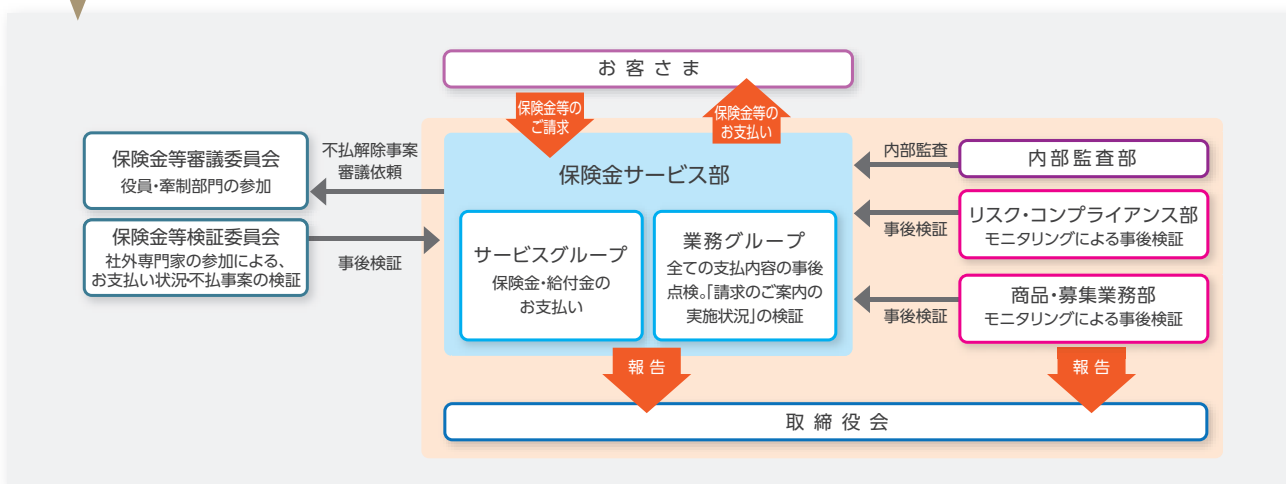 お客さま
保険金等の
ご請求
保険金等の
お支払い
保険金等審議委員会
役員・牽制部門の参加
不払解除事案
審議依頼
保険金等検証委員会
社外専門家の参加による、
お支払い状況・不払事案の検証
事後検証
保険金サービス部
サービスグループ
保険金・給付金の
お支払い
業務グループ
全ての支払内容の事後
点検。「請求のご案内の
実施状況」の検証
内部監査
内部監査部
事後検証
リスク・コンプライアンス部
モニタリングによる事後検証
事後検証
商品・募集業務部
モニタリングによる事後検証
報告
報告
取締役会